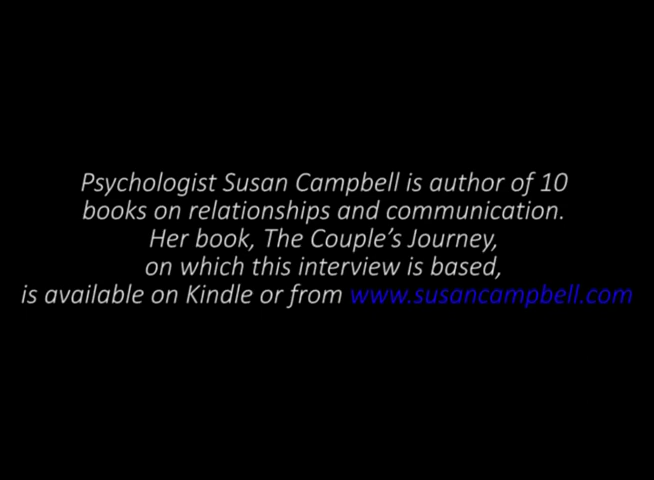 Psychologist Susan Campbell is author of 10
books on relationships and communication.
Her book, The Couple's Journey,
on which this interview is based,
is available on Kindle or from www.susancampbell.com